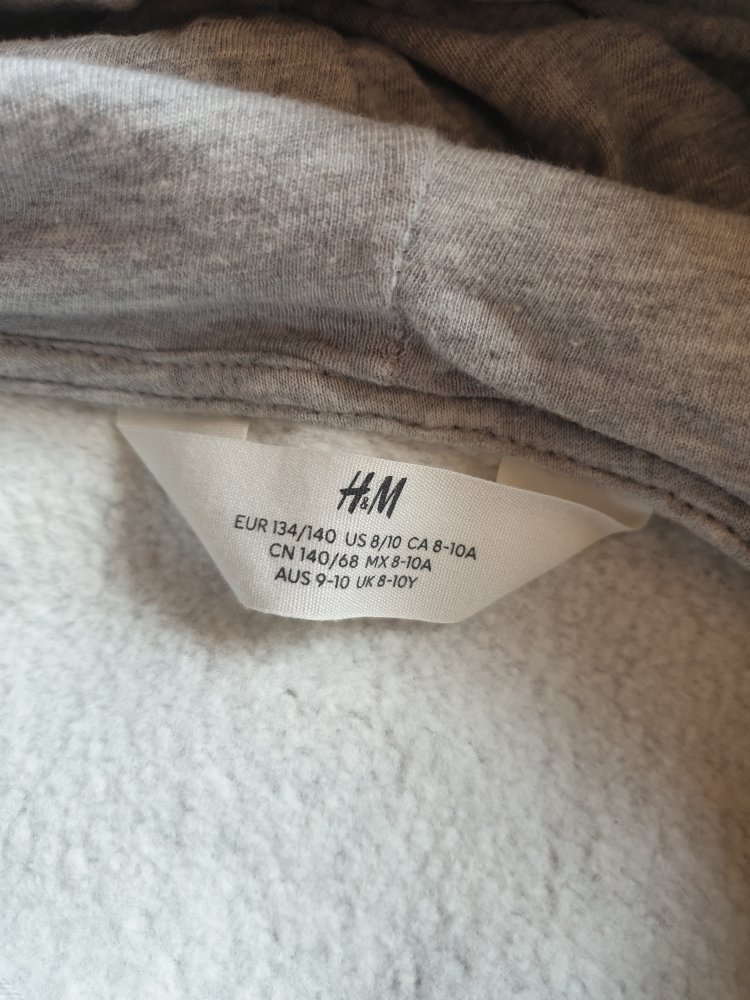 H&M
EUR 134/140 US 8/10 CA 8-10A
CN 140/68 MX 8-10A
AUS 9-10 UK 8-10Y